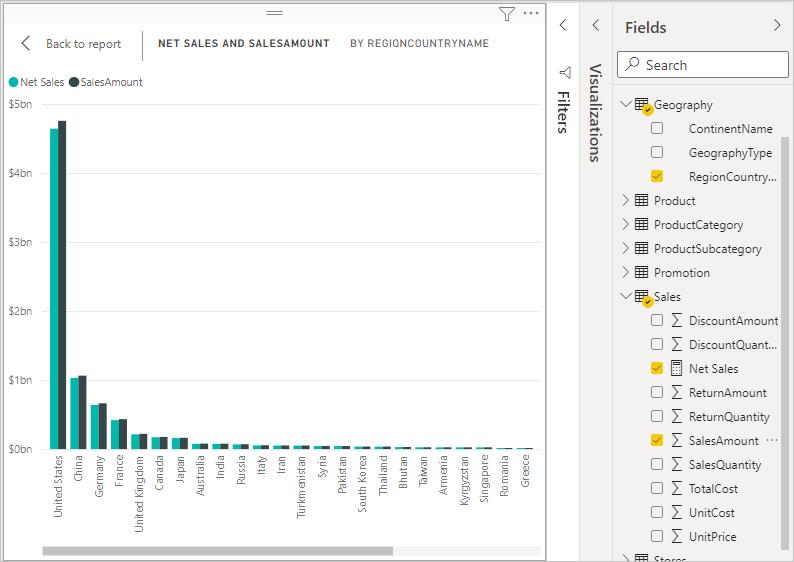 Back to report
NET SALES AND SALESAMOUNT
BY REGIONCOUNTRYNAME
Net Sales
SalesAmount
$5bn
$4bn
$3bn
$2bn
$1bn
$0bn
United States
China
Germany
France
United Kingdom
Canada
Japan
Australia
India
Russia
Italy
Iran
Turkmenistan
Syria
Pakistan
South Korea
Thailand
Bhutan
Taiwan
Armenia
Kyrgyzstan
Singapore
Romania
Greece
Filters
Visualizations
Fields
Search
Geography
ContinentName
GeographyType
RegionCountry...
Product
ProductCategory
ProductSubcategory
Promotion
Sales
DiscountAmount
DiscountQuant...
Net Sales
ReturnAmount
ReturnQuantity
SalesAmount
SalesQuantity
TotalCost
UnitCost
UnitPrice
Stores